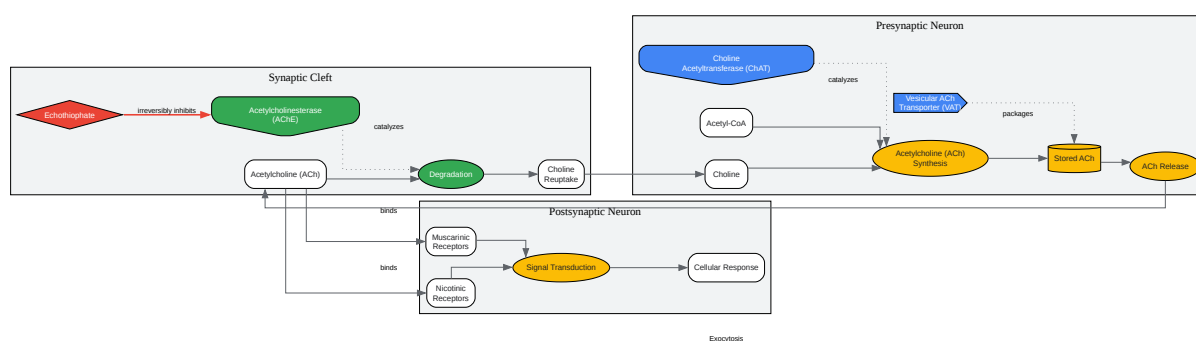 Presynaptic Neuron
Choline
Acetyltransferase (ChAT)
catalyzes
Vesicular ACh
Transporter (VAT)
packages
Acetyl-CoA
Acetylcholine (ACh)
Synthesis
Stored ACh
ACh Release
Choline
Synaptic Cleft
Echothiophate
irreversibly inhibits
Acetylcholinesterase
(AChE)
catalyzes
Acetylcholine (ACh)
Degradation
Choline
Reuptake
binds
Postsynaptic Neuron
Muscarinic
Receptors
binds
Signal Transduction
Cellular Response
Nicotinic
Receptors
Exocytosis